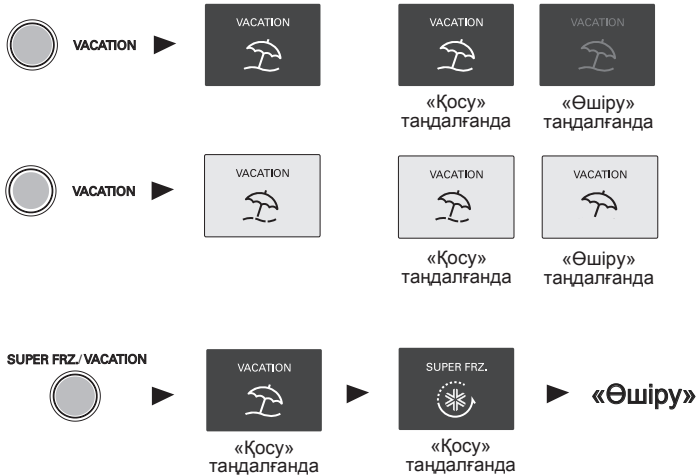 VACATION
VACATION
VACATION
VACATION
«Қосу»
таңдалғанда
«Өшіру»
таңдалғанда
VACATION
VACATION
VACATION
VACATION
«Қосу»
таңдалғанда
«Өшіру»
таңдалғанда
SUPER FRZ./VACATION
VACATION
SUPER FRZ.
«Өшіру»
«Қосу»
таңдалғанда
«Қосу»
таңдалғанда